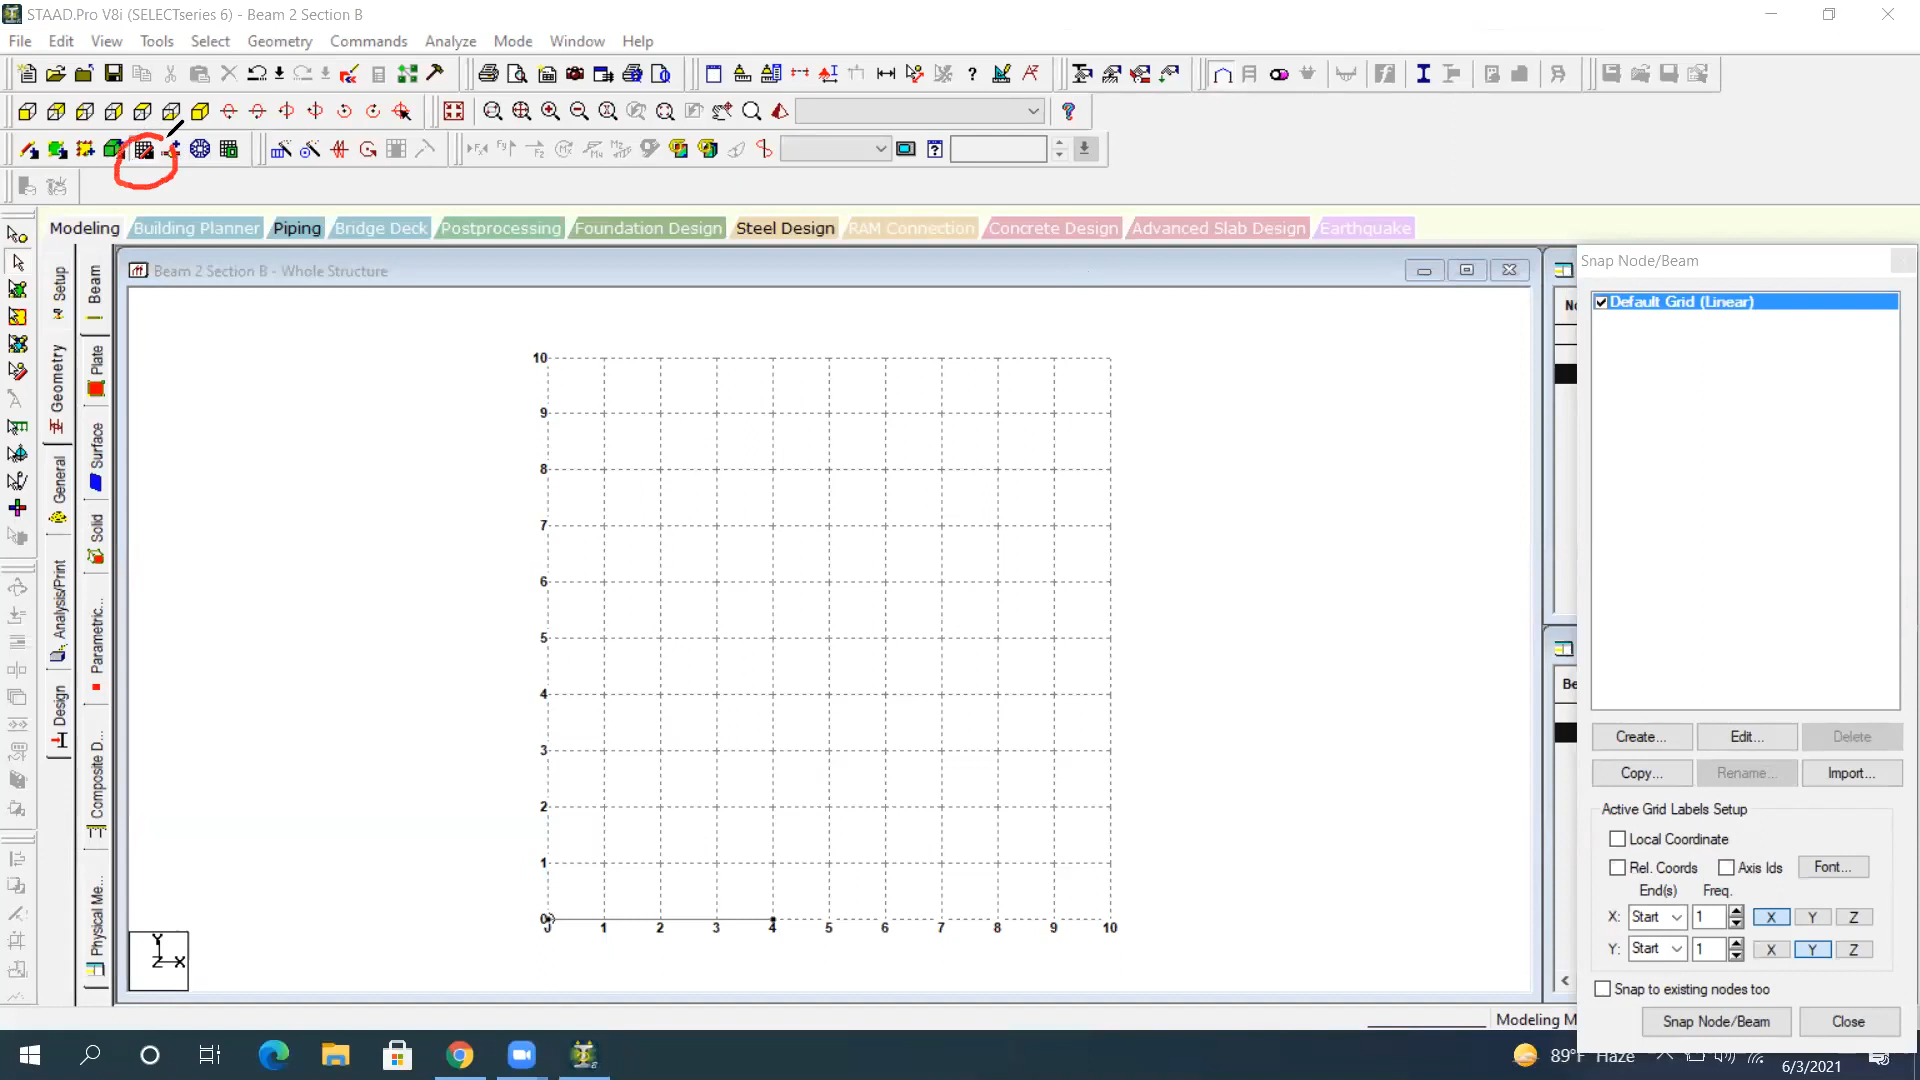 STAAD.Pro V8i (SELECTseries 6) - Beam 2 Section B
File Edit View Tools Select Geometry Commands Analyze Mode Window Help
Modeling Building Planner Piping Bridge Deck Postprocessing Foundation Design Steel Design RAM Connection Concrete Design Advanced Slab Design Earthquake
Setup
Geometry
General
Analysis/Print
Design
Beam
Plate
Surface
Solid
Parametric...
Composite D...
Physical Me...
Beam 2 Section B - Whole Structure
10
9
8
7
6
5
4
3
2
1
0
1 2 3 4 5 6 7 8 9 10
Y
Z X
No
Be
Snap Node/Beam
Default Grid (Linear)
Create... Edit... Delete
Copy... Rename... Import...
Active Grid Labels Setup
Local Coordinate
Rel. Coords Axis Ids Font...
End(s) Freq.
X: Start 1 X Y Z
Y: Start 1 X Y Z
Snap to existing nodes too
Snap Node/Beam Close
Modeling M
89°F Haze
6/3/2021